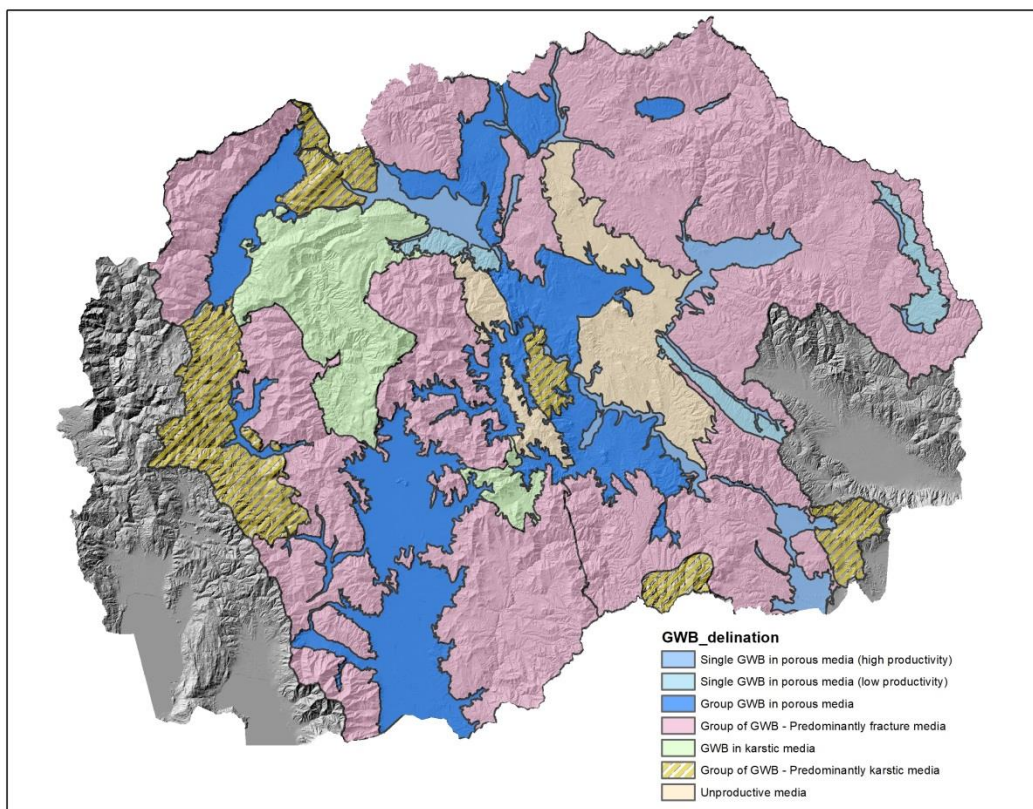 GWB_delination
Single GWB in porous media (high productivity)
Single GWB in porous media (low productivity)
Group GWB in porous media
Group of GWB - Predominantly fracture media
GWB in karstic media
Group of GWB - Predominantly karstic media
Unproductive media